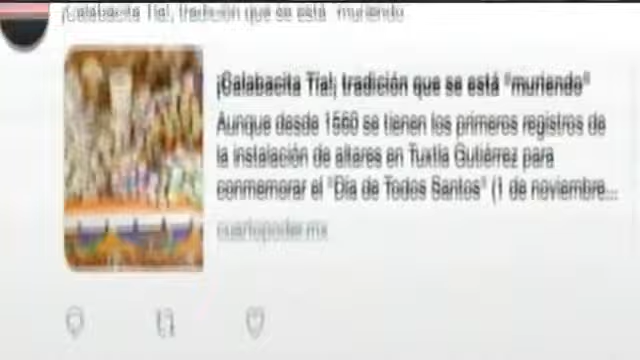 ¡Calabacita Tía!, tradición que se está "muriendo"
¡Calabacita Tía!; tradición que se está "muriendo"
Aunque desde 1560 se tienen los primeros registros de
la instalación de altares en Tuxtla Gutiérrez para
conmemorar el "Día de Todos Santos" (1 de noviembre...
cuartopoder.mx